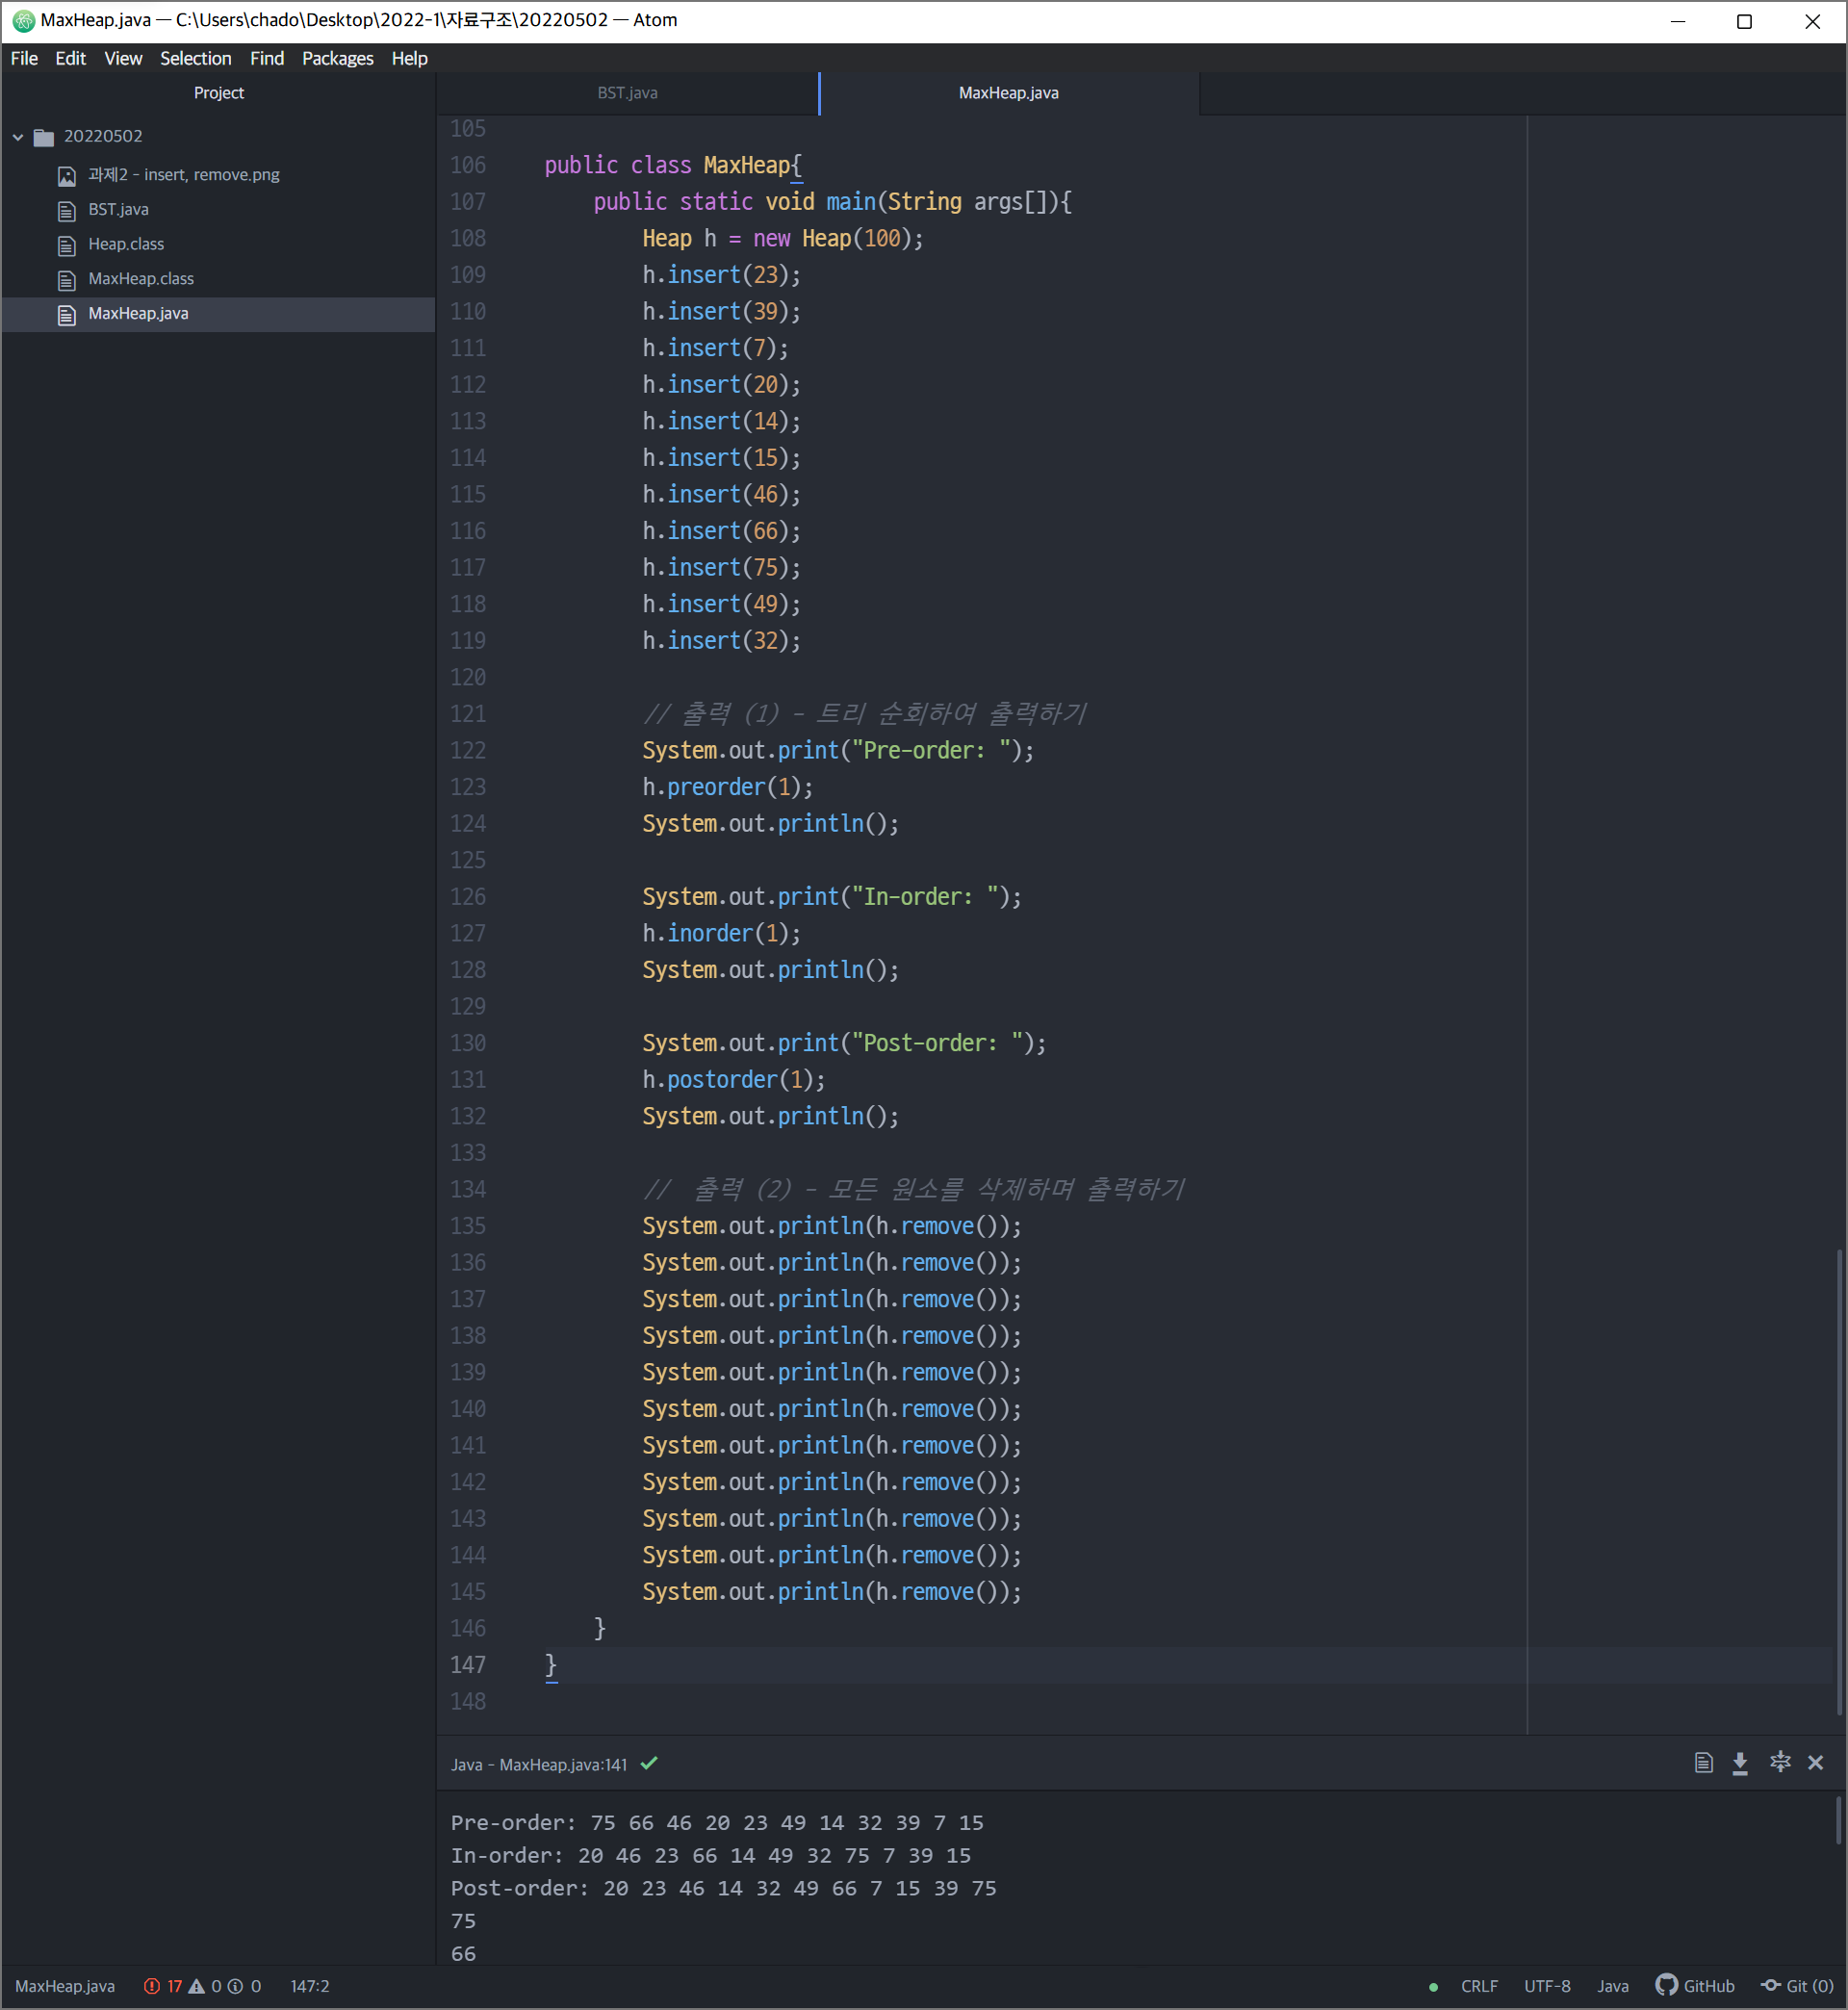 MaxHeap.java — C:\Users\chado\Desktop\2022-1\자료구조\20220502 — Atom
File Edit View Selection Find Packages Help
Project
20220502
과제2 - insert, remove.png
BST.java
Heap.class
MaxHeap.class
MaxHeap.java
BST.java MaxHeap.java
105
106 public class MaxHeap{
107 public static void main(String args[]){
108 Heap h = new Heap(100);
109 h.insert(23);
110 h.insert(39);
111 h.insert(7);
112 h.insert(20);
113 h.insert(14);
114 h.insert(15);
115 h.insert(46);
116 h.insert(66);
117 h.insert(75);
118 h.insert(49);
119 h.insert(32);
120
121 // 출력 (1) - 트리 순회하여 출력하기
122 System.out.print("Pre-order: ");
123 h.preorder(1);
124 System.out.println();
125
126 System.out.print("In-order: ");
127 h.inorder(1);
128 System.out.println();
129
130 System.out.print("Post-order: ");
131 h.postorder(1);
132 System.out.println();
133
134 // 출력 (2) - 모든 원소를 삭제하며 출력하기
135 System.out.println(h.remove());
136 System.out.println(h.remove());
137 System.out.println(h.remove());
138 System.out.println(h.remove());
139 System.out.println(h.remove());
140 System.out.println(h.remove());
141 System.out.println(h.remove());
142 System.out.println(h.remove());
143 System.out.println(h.remove());
144 System.out.println(h.remove());
145 System.out.println(h.remove());
146 }
147 }
148
Java - MaxHeap.java:141
Pre-order: 75 66 46 20 23 49 14 32 39 7 15
In-order: 20 46 23 66 14 49 32 75 7 39 15
Post-order: 20 23 46 14 32 49 66 7 15 39 75
75
66
MaxHeap.java 17 0 0 147:2 CRLF UTF-8 Java GitHub Git (0)